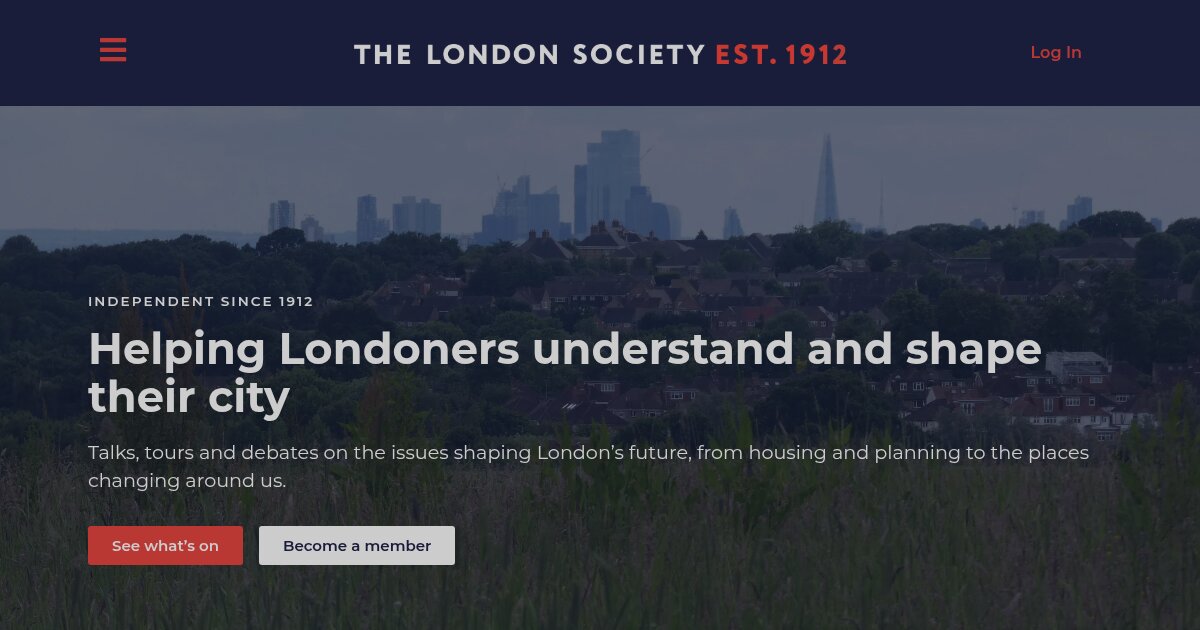 THE LONDON SOCIETY EST. 1912
Log In
INDEPENDENT SINCE 1912
Helping Londoners understand and shape
their city
Talks, tours and debates on the issues shaping London’s future, from housing and planning to the places
changing around us.
See what’s on
Become a member